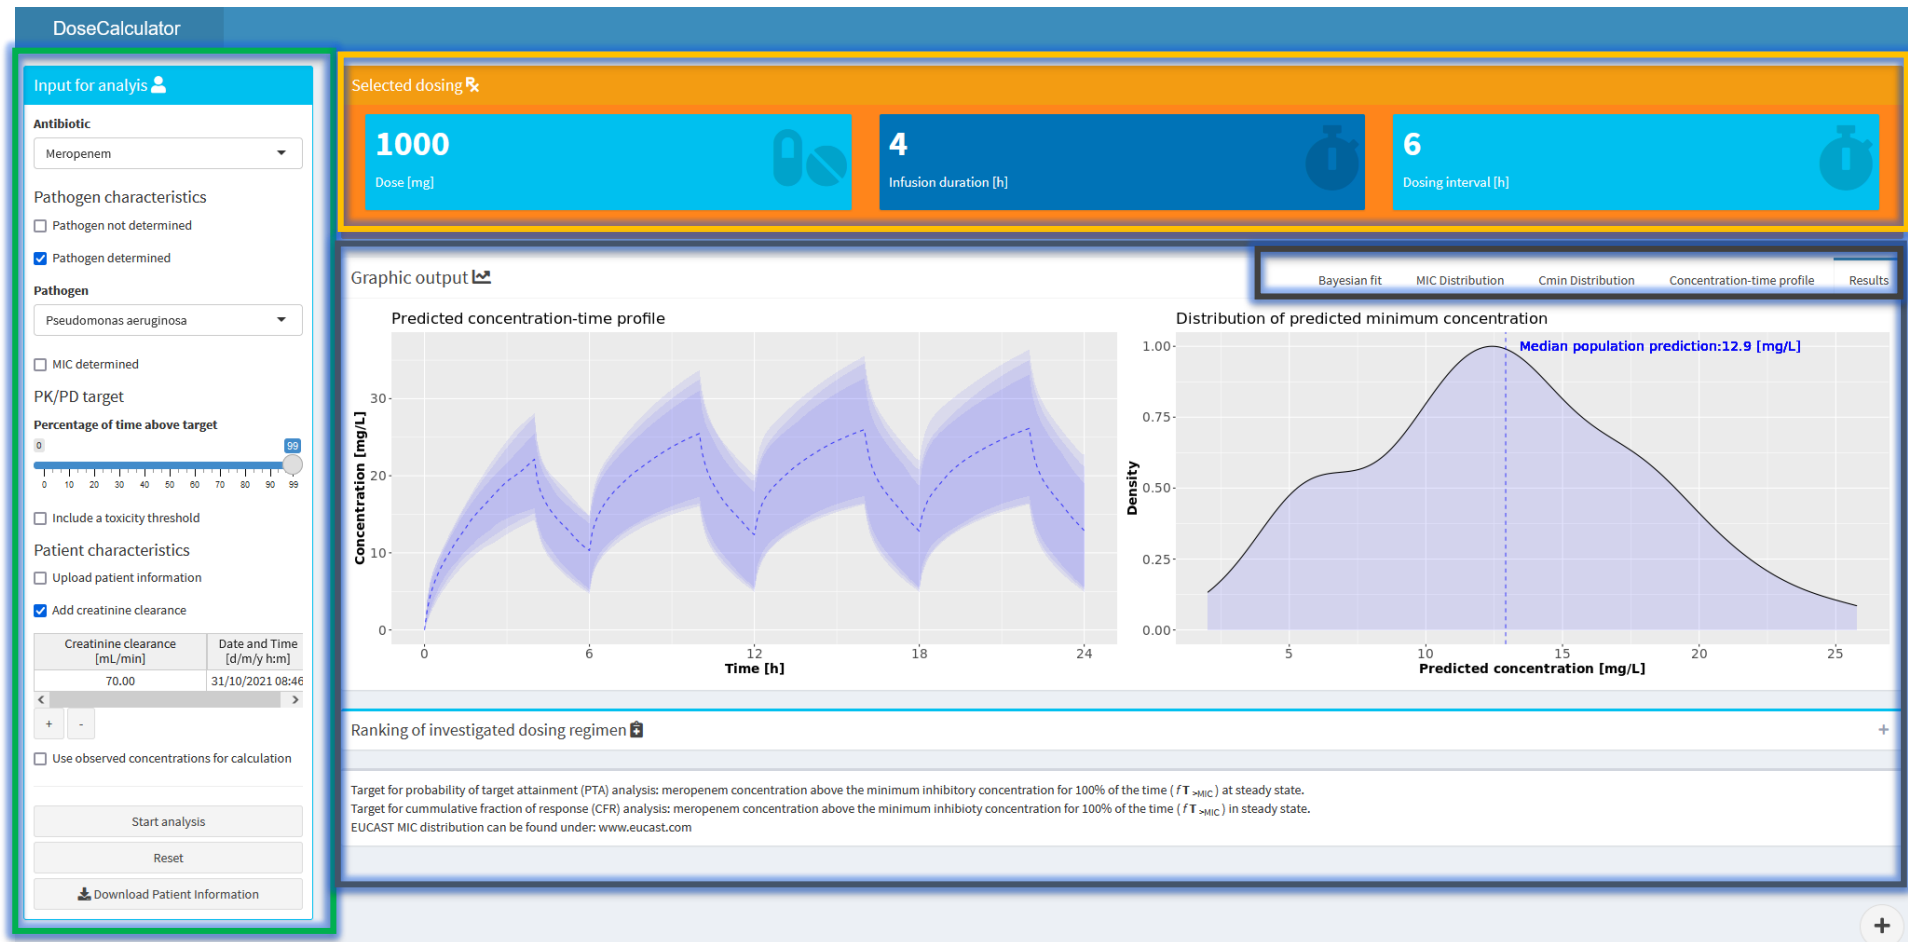 DoseCalculator
Input for analyis
Antibiotic
Meropenem
Pathogen characteristics
Pathogen not determined
Pathogen determined
Pathogen
Pseudomonas aeruginosa
MIC determined
PK/PD target
Percentage of time above target
0 99
0 10 20 30 40 50 60 70 80 90 99
Include a toxicity threshold
Patient characteristics
Upload patient information
Add creatinine clearance
Creatinine clearance Date and Time
[mL/min] [d/m/y h:m]
70.00 31/10/2021 08:46
+ -
Use observed concentrations for calculation
Start analysis
Reset
Download Patient Information
Selected dosing
1000
Dose [mg]
4
Infusion duration [h]
6
Dosing interval [h]
Graphic output
Bayesian fit MIC Distribution Cmin Distribution Concentration-time profile Results
Predicted concentration-time profile
Concentration [mg/L]
30
20
10
0
0 6 12 18 24
Time [h]
Distribution of predicted minimum concentration
Median population prediction:12.9 [mg/L]
Density
1.00
0.75
0.50
0.25
0.00
5 10 15 20 25
Predicted concentration [mg/L]
Ranking of investigated dosing regimen
+
Target for probability of target attainment (PTA) analysis: meropenem concentration above the minimum inhibitory concentration for 100% of the time ( f T >MIC ) at steady state.
Target for cummulative fraction of response (CFR) analysis: meropenem concentration above the minimum inhibioty concentration for 100% of the time ( f T >MIC ) in steady state.
EUCAST MIC distribution can be found under: www.eucast.com
+